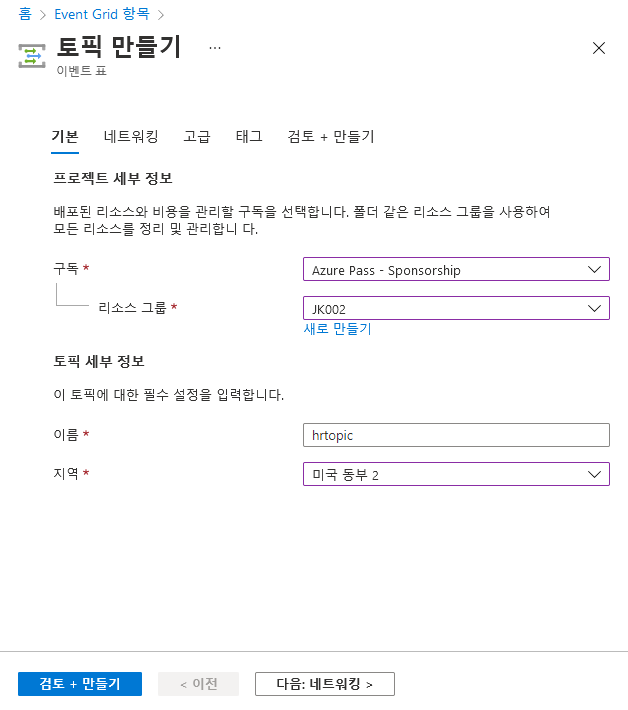 홈 > Event Grid 항목 >
토픽 만들기 ...
이벤트 표
기본 네트워킹 고급 태그 검토 + 만들기
프로젝트 세부 정보
배포된 리소스와 비용을 관리할 구독을 선택합니다. 폴더 같은 리소스 그룹을 사용하여
모든 리소스를 정리 및 관리합니 다.
구독 * Azure Pass - Sponsorship
리소스 그룹 * JK002
새로 만들기
토픽 세부 정보
이 토픽에 대한 필수 설정을 입력합니다.
이름 * hrtopic
지역 * 미국 동부 2
검토 + 만들기 < 이전 다음: 네트워킹 >